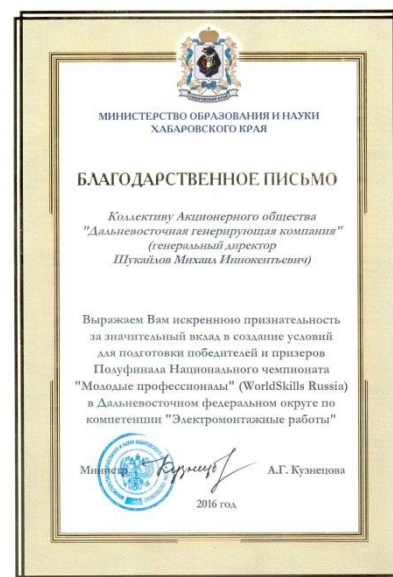 МИНИСТЕРСТВО ОБРАЗОВАНИЯ И НАУКИ
ХАБАРОВСКОГО КРАЯ
БЛАГОДАРСТВЕННОЕ ПИСЬМО
Коллективу Акционерного общества
"Дальневосточная генерирующая компания"
(генеральный директор
Шукайлов Михаил Иннокентьевич)
Выражаем Вам искреннюю признательность
за значительный вклад в создание условий
для подготовки победителей и призеров
Полуфинала Национального чемпионата
"Молодые профессионалы" (WorldSkills Russia)
в Дальневосточном федеральном округе по
компетенции "Электромонтажные работы"
Министр А.Г. Кузнецова
2016 год